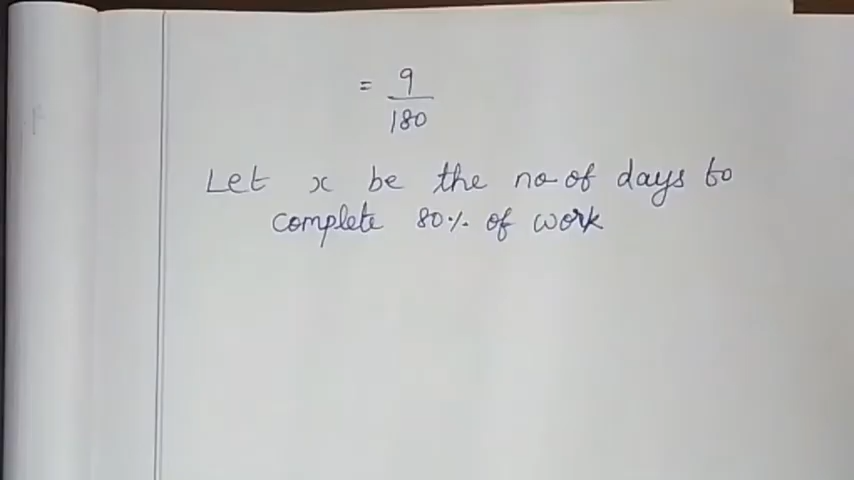 = 9
180
Let x be the no of days to
complete 80% of work